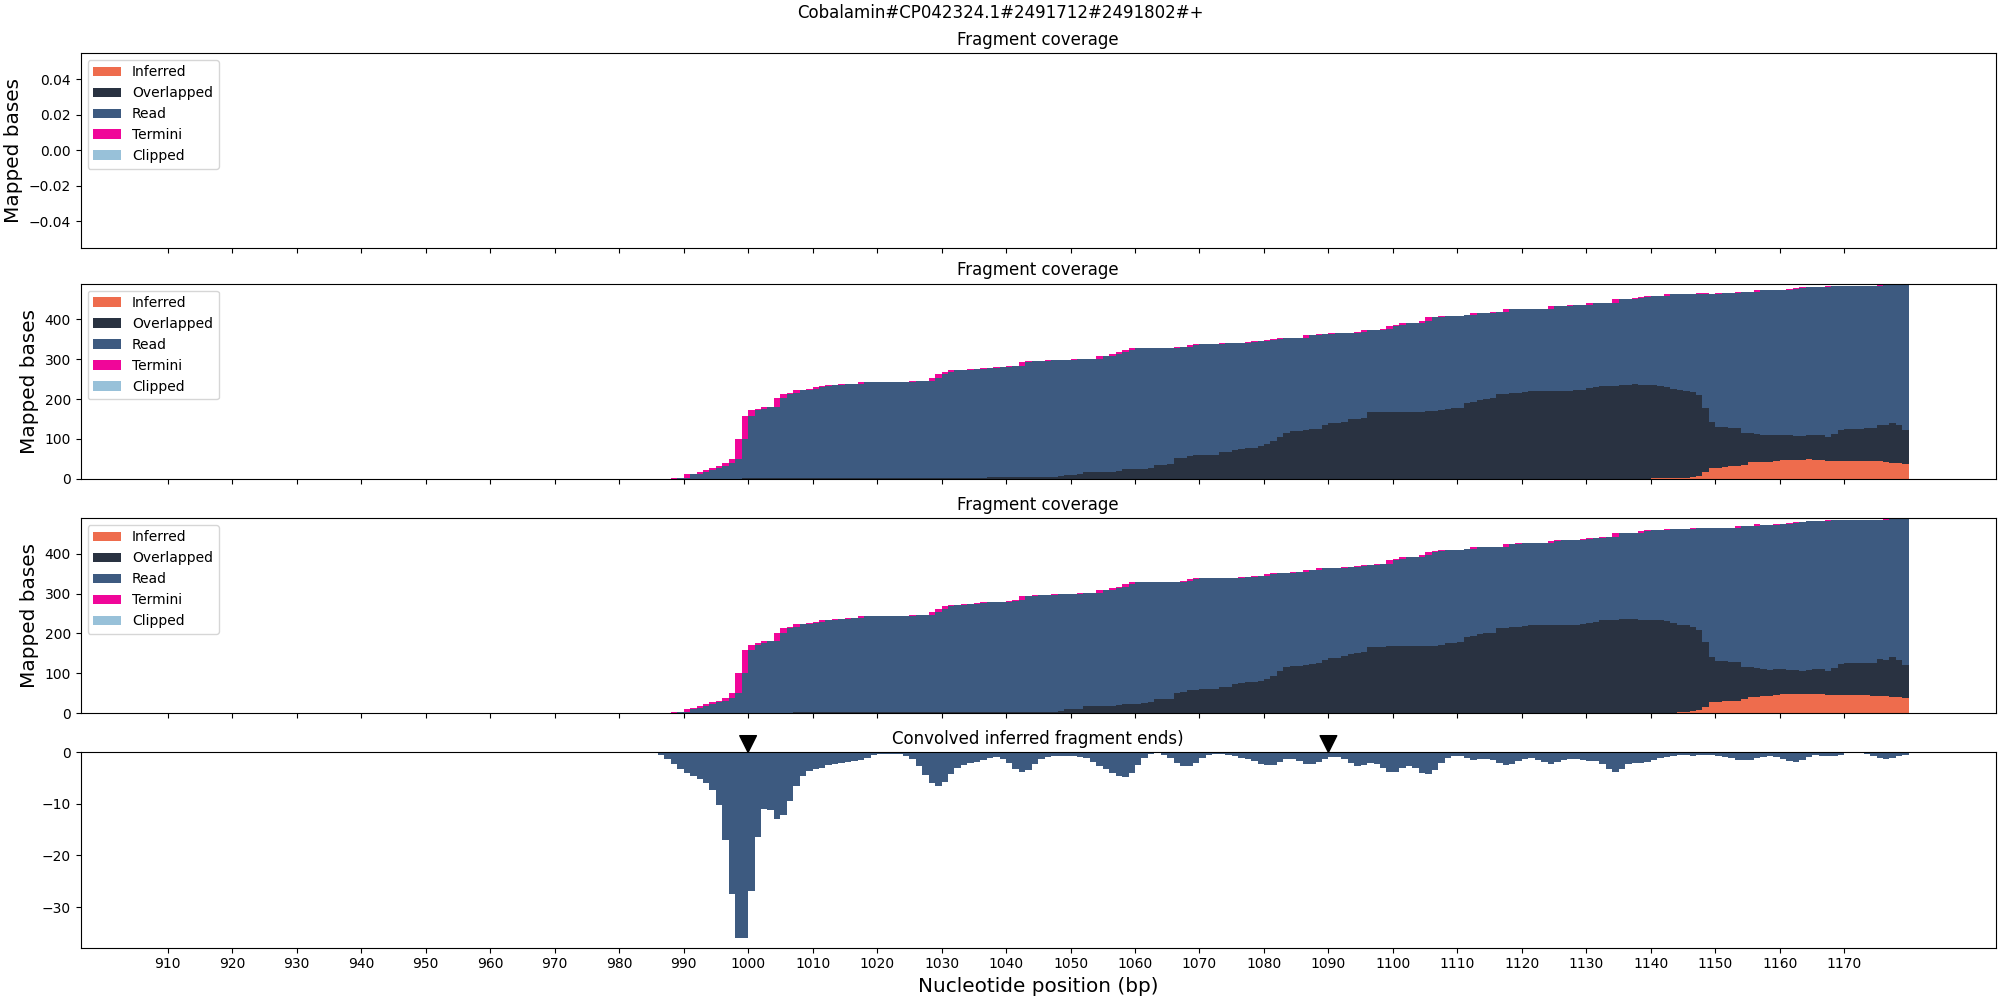 Cobalamin#CP042324.1#2491712#2491802#+
Fragment coverage
Mapped bases
0.04
0.02
0.00
−0.02
−0.04
Inferred
Overlapped
Read
Termini
Clipped
Fragment coverage
Mapped bases
400
300
200
100
0
Inferred
Overlapped
Read
Termini
Clipped
Fragment coverage
Mapped bases
400
300
200
100
0
Inferred
Overlapped
Read
Termini
Clipped
Convolved inferred fragment ends)
0
−10
−20
−30
910 920 930 940 950 960 970 980 990 1000 1010 1020 1030 1040 1050 1060 1070 1080 1090 1100 1110 1120 1130 1140 1150 1160 1170
Nucleotide position (bp)